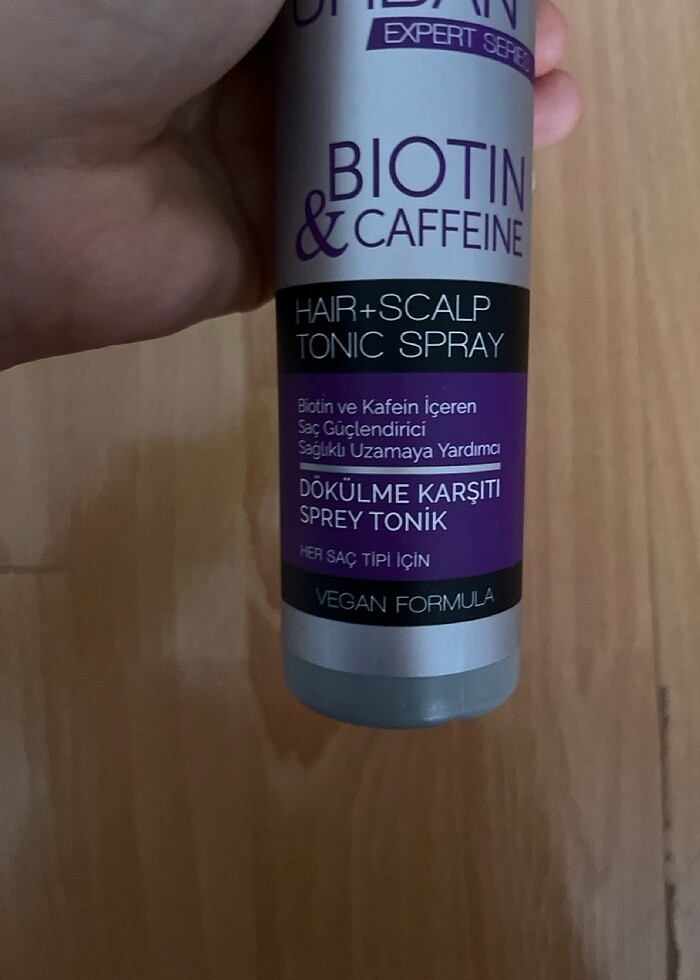 URBAN
EXPERT SERIES
BIOTIN
& CAFFEINE
HAIR+SCALP
TONIC SPRAY
Biotin ve Kafein İçeren
Saç Güçlendirici
Sağlıklı Uzamaya Yardımcı
DÖKÜLME KARŞITI
SPREY TONİK
HER SAÇ TİPİ İÇİN
VEGAN FORMULA